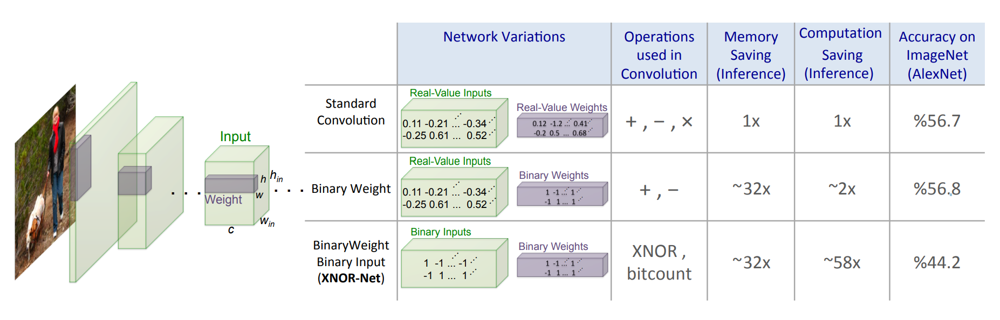 Network Variations
Operations
used in
Convolution
Memory
Saving
(Inference)
Computation
Saving
(Inference)
Accuracy on
ImageNet
(AlexNet)
Input
h
h_in
w
Weight
w_in
c
. . .
. . .
Standard
Convolution
Real-Value Inputs
0.11 -0.21 ... -0.34
-0.25 0.61 ... 0.52
Real-Value Weights
0.12 -1.2 ... 0.41
-0.2 0.5 ... 0.68
+ , − , ×
1x
1x
%56.7
Binary Weight
Real-Value Inputs
0.11 -0.21 ... -0.34
-0.25 0.61 ... 0.52
Binary Weights
1 -1 ... 1
-1 1 ... 1
+ , −
~32x
~2x
%56.8
BinaryWeight
Binary Input
(XNOR-Net)
Binary Inputs
1 -1 ... -1
-1 1 ... 1
Binary Weights
1 -1 ... 1
-1 1 ... 1
XNOR ,
bitcount
~32x
~58x
%44.2